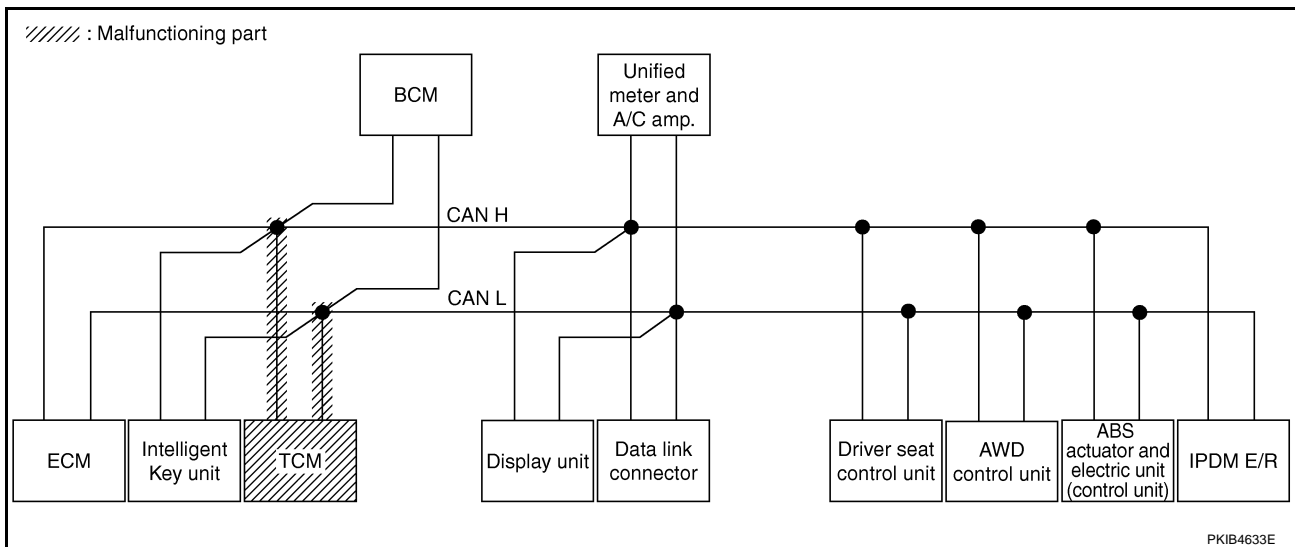 : Malfunctioning part
BCM
Unified
meter and
A/C amp.
CAN H
CAN L
ECM
Intelligent
Key unit
TCM
Display unit
Data link
connector
Driver seat
control unit
AWD
control unit
ABS
actuator and
electric unit
(control unit)
IPDM E/R
PKIB4633E